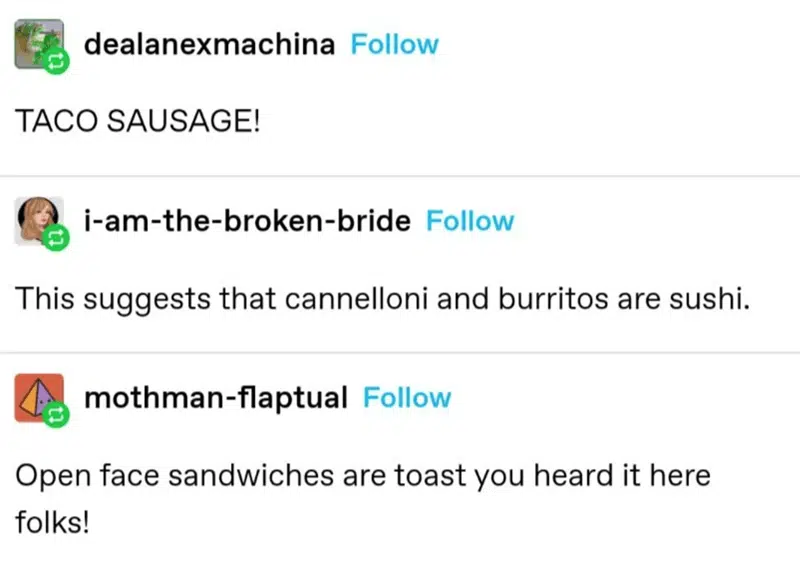 dealanexmachina Follow
TACO SAUSAGE!
i-am-the-broken-bride Follow
This suggests that cannelloni and burritos are sushi.
mothman-flaptual Follow
Open face sandwiches are toast you heard it here
folks!